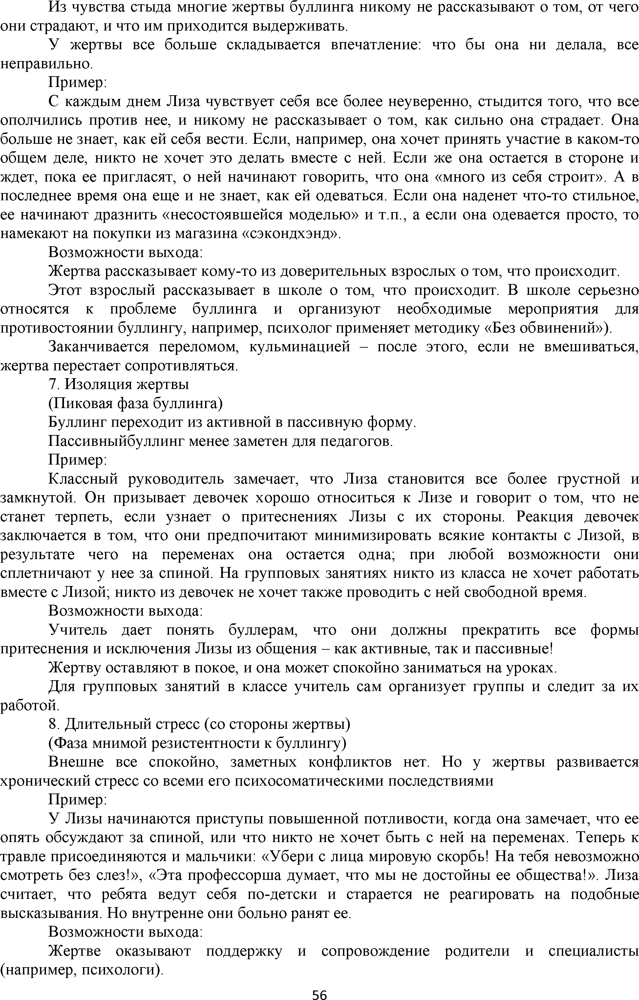 Из чувства стыда многие жертвы буллинга никому не рассказывают о том, от чего
они страдают, и что им приходится выдерживать.
У жертвы все больше складывается впечатление: что бы она ни делала, все
неправильно.
Пример:
С каждым днем Лиза чувствует себя все более неуверенно, стыдится того, что все
ополчились против нее, и никому не рассказывает о том, как сильно она страдает. Она
больше не знает, как ей себя вести. Если, например, она хочет принять участие в каком-то
общем деле, никто не хочет это делать вместе с ней. Если же она остается в стороне и
ждет, пока ее пригласят, о ней начинают говорить, что она «много из себя строит». А в
последнее время она еще и не знает, как ей одеваться. Если она наденет что-то стильное,
ее начинают дразнить «несостоявшейся моделью» и т.п., а если она одевается просто, то
намекают на покупки из магазина «сэкондхэнд».
Возможности выхода:
Жертва рассказывает кому-то из доверительных взрослых о том, что происходит.
Этот взрослый рассказывает в школе о том, что происходит. В школе серьезно
относятся к проблеме буллинга и организуют необходимые мероприятия для
противостоянии буллингу, например, психолог применяет методику «Без обвинений»).
Заканчивается переломом, кульминацией – после этого, если не вмешиваться,
жертва перестает сопротивляться.
7. Изоляция жертвы
(Пиковая фаза буллинга)
Буллинг переходит из активной в пассивную форму.
Пассивныйбуллинг менее заметен для педагогов.
Пример:
Классный руководитель замечает, что Лиза становится все более грустной и
замкнутой. Он призывает девочек хорошо относиться к Лизе и говорит о том, что не
станет терпеть, если узнает о притеснениях Лизы с их стороны. Реакция девочек
заключается в том, что они предпочитают минимизировать всякие контакты с Лизой, в
результате чего на переменах она остается одна; при любой возможности они
сплетничают у нее за спиной. На групповых занятиях никто из класса не хочет работать
вместе с Лизой; никто из девочек не хочет также проводить с ней свободной время.
Возможности выхода:
Учитель дает понять буллерам, что они должны прекратить все формы
притеснения и исключения Лизы из общения – как активные, так и пассивные!
Жертву оставляют в покое, и она может спокойно заниматься на уроках.
Для групповых занятий в классе учитель сам организует группы и следит за их
работой.
8. Длительный стресс (со стороны жертвы)
(Фаза мнимой резистентности к буллингу)
Внешне все спокойно, заметных конфликтов нет. Но у жертвы развивается
хронический стресс со всеми его психосоматическими последствиями
Пример:
У Лизы начинаются приступы повышенной потливости, когда она замечает, что ее
опять обсуждают за спиной, или что никто не хочет быть с ней на переменах. Теперь к
травле присоединяются и мальчики: «Убери с лица мировую скорбь! На тебя невозможно
смотреть без слез!», «Эта профессорша думает, что мы не достойны ее общества!». Лиза
считает, что ребята ведут себя по-детски и старается не реагировать на подобные
высказывания. Но внутренне они больно ранят ее.
Возможности выхода:
Жертве оказывают поддержку и сопровождение родители и специалисты
(например, психологи).
56